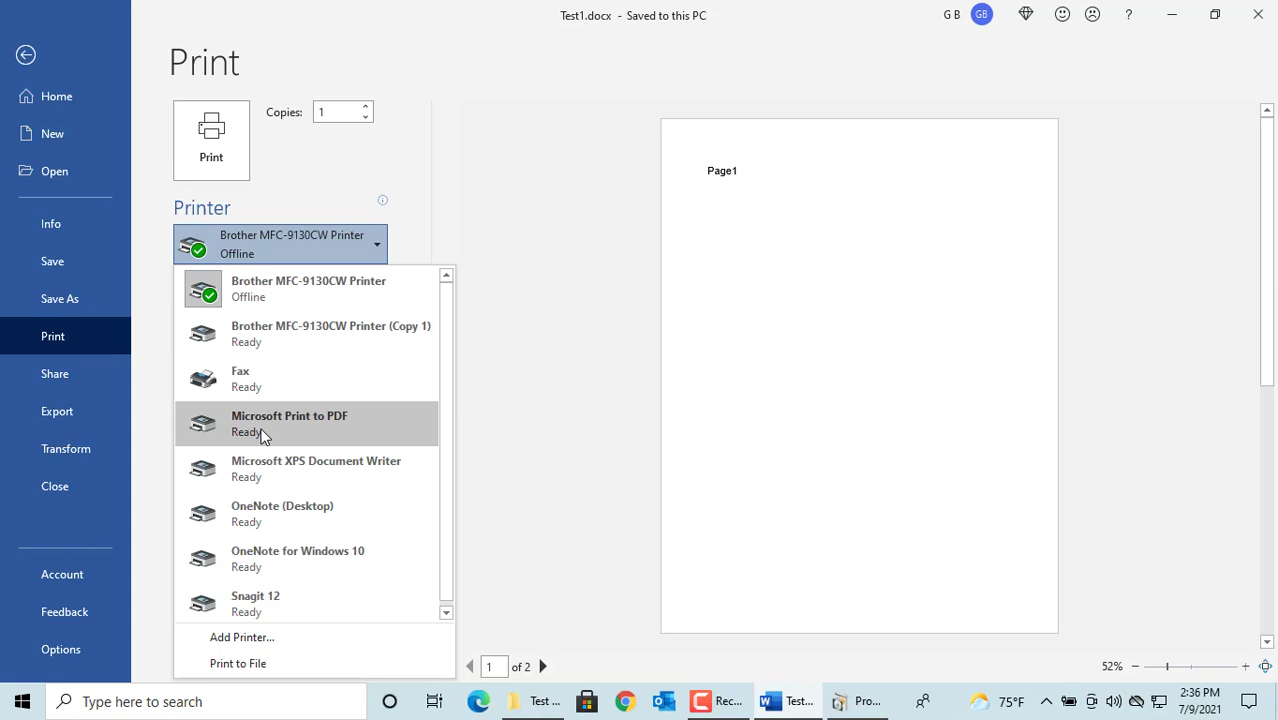 Test1.docx - Saved to this PC
G B
GB
?
Home
New
Open
Info
Save
Save As
Print
Share
Export
Transform
Close
Account
Feedback
Options
Print
Print
Copies: 1
Printer
Brother MFC-9130CW Printer
Offline
Brother MFC-9130CW Printer
Offline
Brother MFC-9130CW Printer (Copy 1)
Ready
Fax
Ready
Microsoft Print to PDF
Ready
Microsoft XPS Document Writer
Ready
OneNote (Desktop)
Ready
OneNote for Windows 10
Ready
Snagit 12
Ready
Add Printer...
Print to File
Page1
1 of 2
52%
Type here to search
Test ...
Rec...
Test...
Pro...
75°F
2:36 PM
7/9/2021